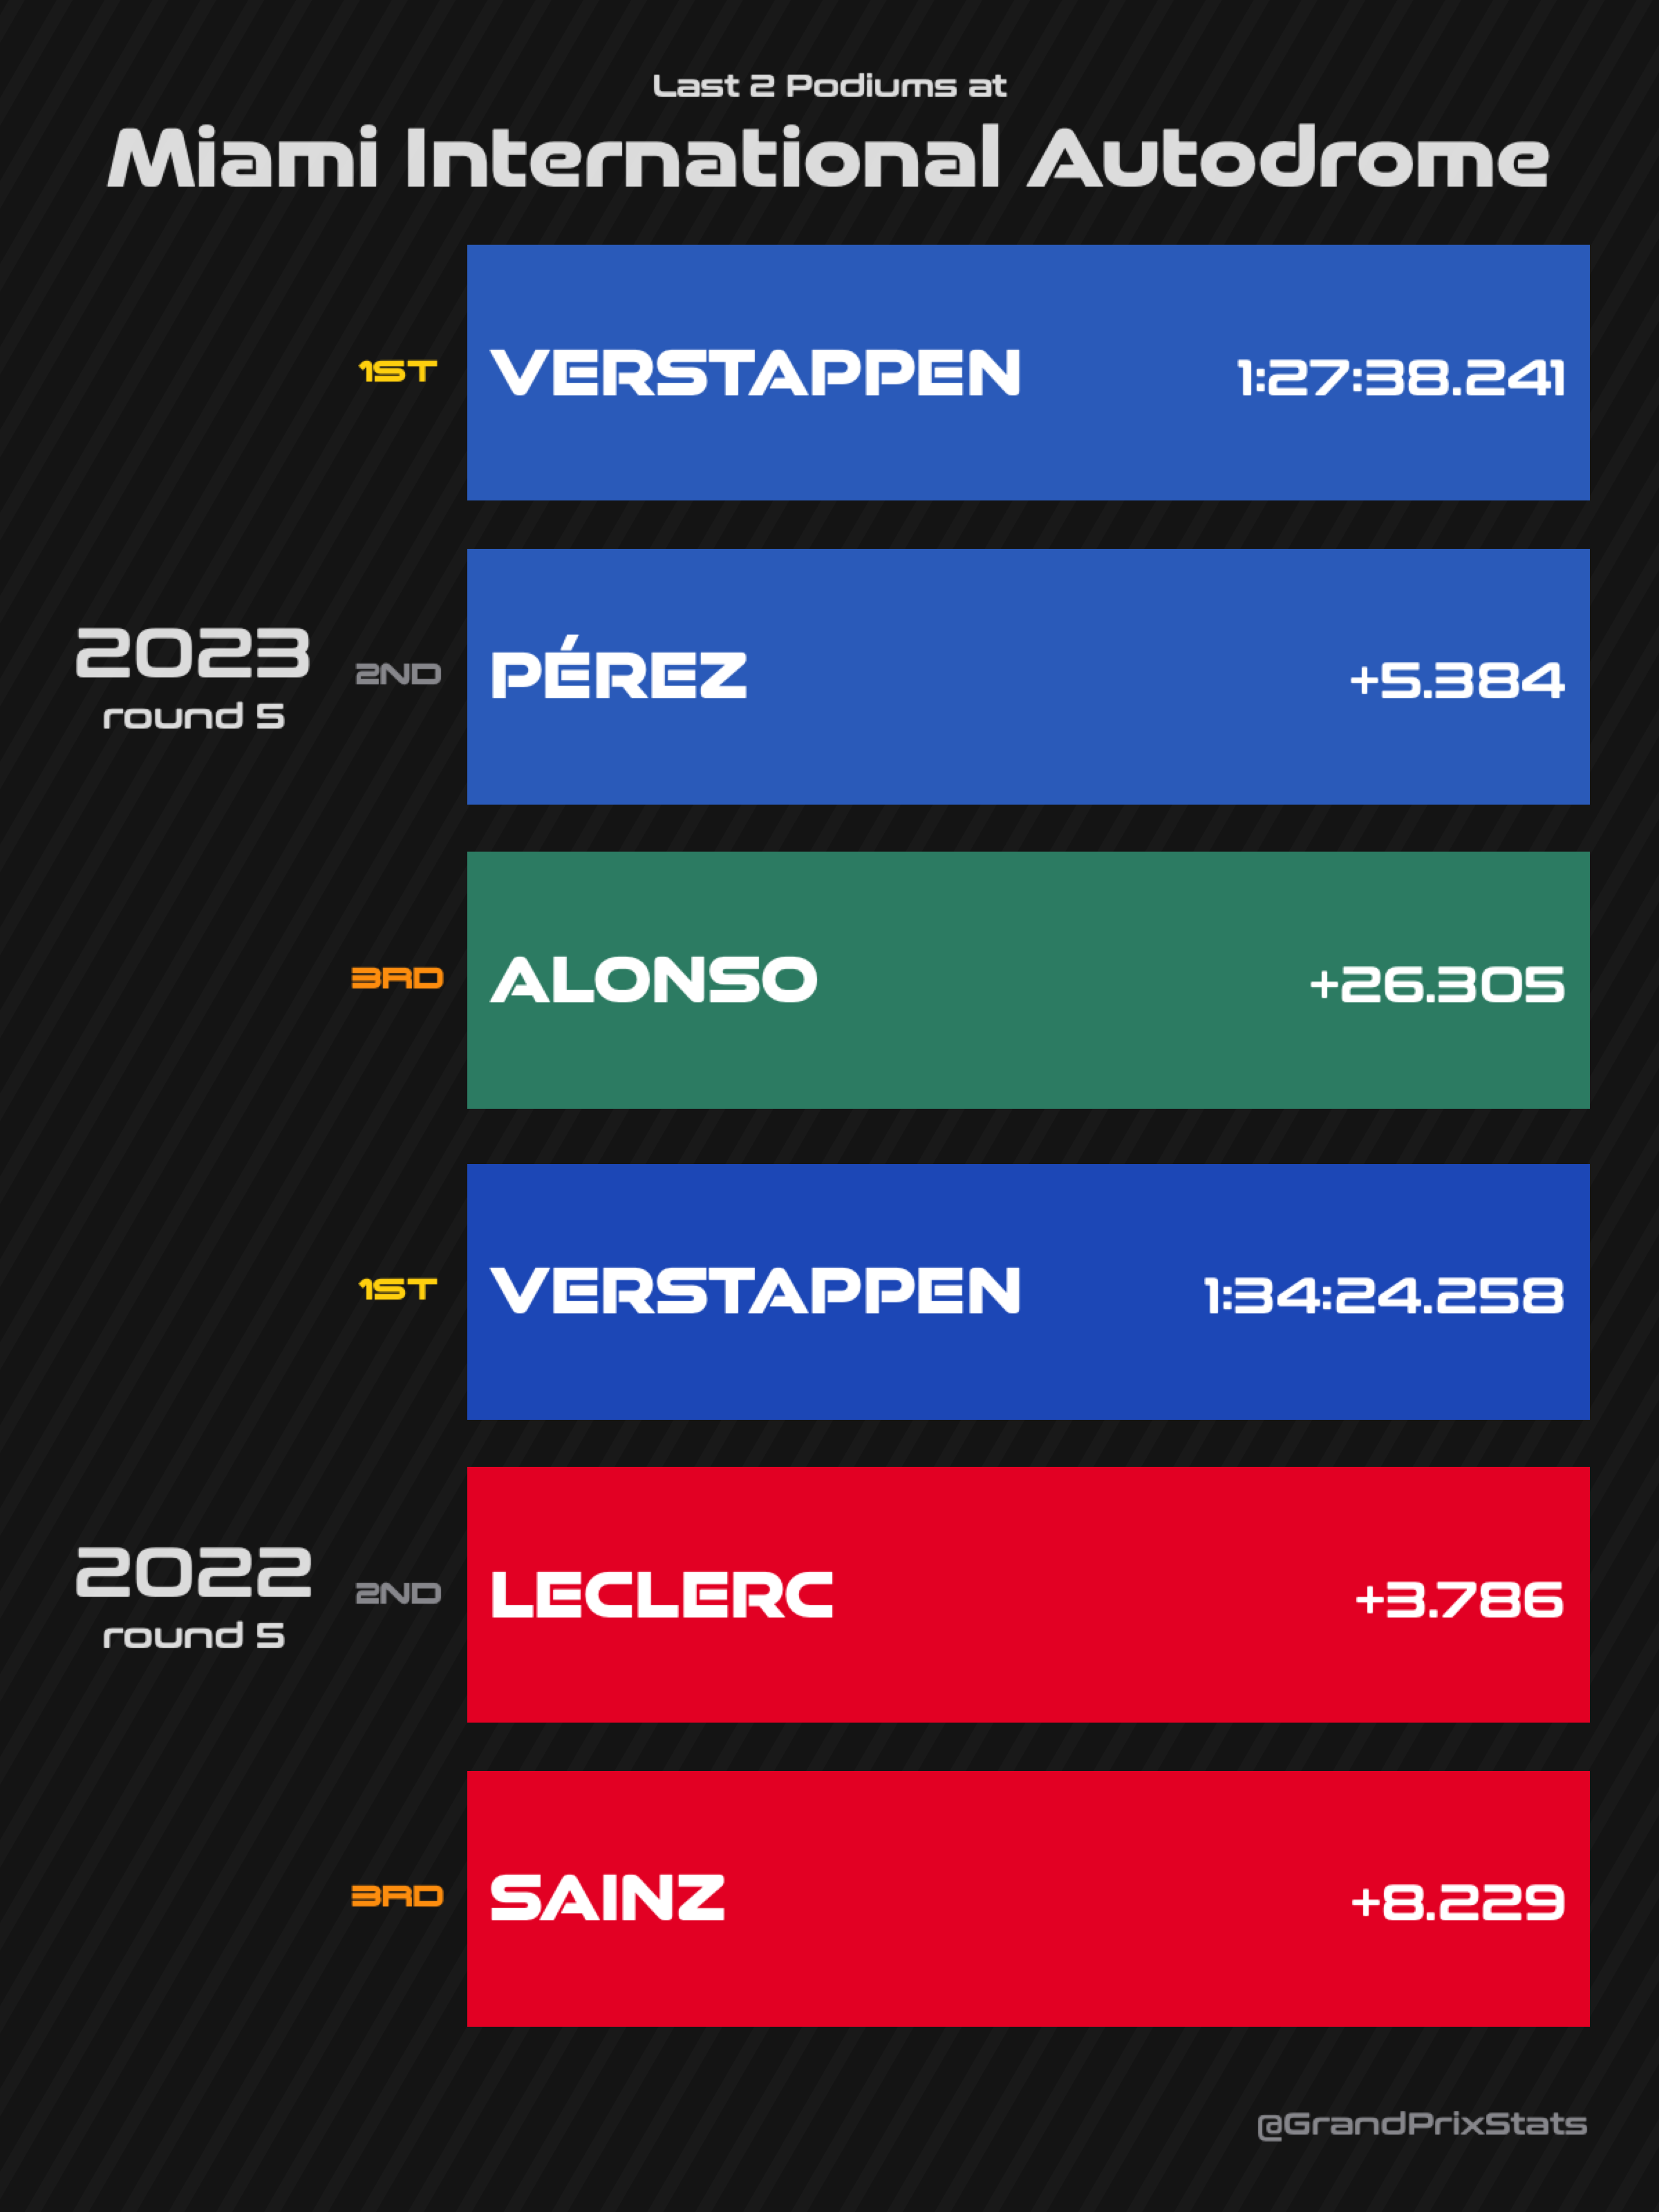 Last 2 Podiums at
Miami International Autodrome
2023
round 5
1ST VERSTAPPEN 1:27:38.241
2ND PÉREZ +5.384
3RD ALONSO +26.305
2022
round 5
1ST VERSTAPPEN 1:34:24.258
2ND LECLERC +3.786
3RD SAINZ +8.229
@GrandPrixStats